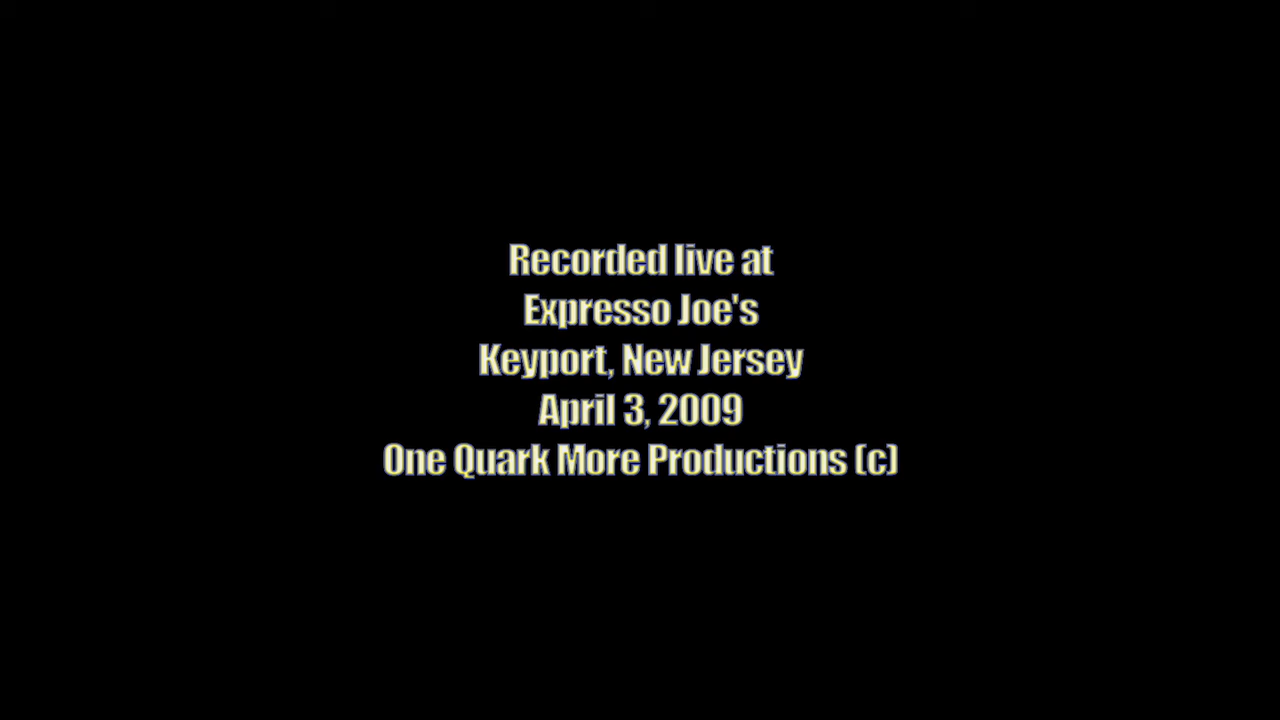 Recorded live at
Expresso Joe's
Keyport, New Jersey
April 3, 2009
One Quark More Productions (c)